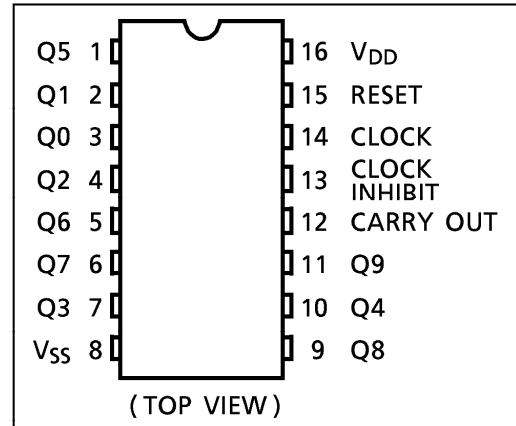 Q5 1 16 VDD
Q1 2 15 RESET
Q0 3 14 CLOCK
Q2 4 13 CLOCK INHIBIT
Q6 5 12 CARRY OUT
Q7 6 11 Q9
Q3 7 10 Q4
VSS 8 9 Q8
(TOP VIEW)